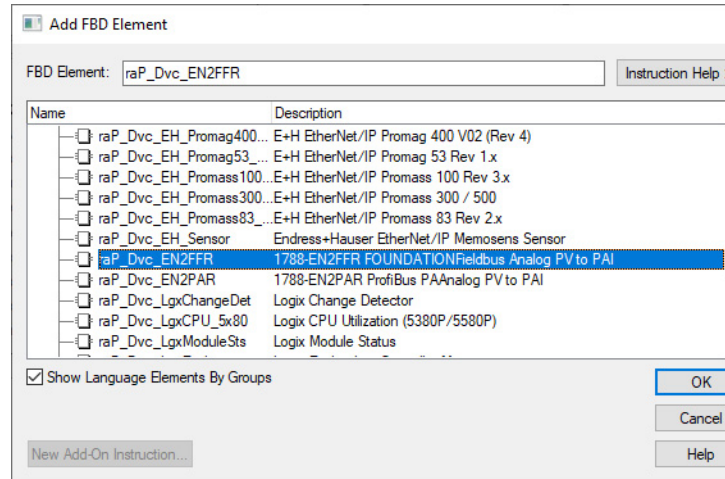 Add FBD Element
FBD Element: raP_Dvc_EN2FFR Instruction Help
Name Description
raP_Dvc_EH_Promag400... E+H EtherNet/IP Promag 400 V02 (Rev 4)
raP_Dvc_EH_Promag53_... E+H EtherNet/IP Promag 53 Rev 1.x
raP_Dvc_EH_Promass100... E+H EtherNet/IP Promass 100 Rev 3.x
raP_Dvc_EH_Promass300... E+H EtherNet/IP Promass 300 / 500
raP_Dvc_EH_Promass83_... E+H EtherNet/IP Promass 83 Rev 2.x
raP_Dvc_EH_Sensor Endress+Hauser EtherNet/IP Memosens Sensor
raP_Dvc_EN2FFR 1788-EN2FFR FOUNDATIONFieldbus Analog PV to PAI
raP_Dvc_EN2PAR 1788-EN2PAR ProfiBus PAAnalog PV to PAI
raP_Dvc_LgxChangeDet Logix Change Detector
raP_Dvc_LgxCPU_5x80 Logix CPU Utilization (5380P/5580P)
raP_Dvc_LgxModuleSts Logix Module Status
Show Language Elements By Groups
OK
Cancel
New Add-On Instruction... Help